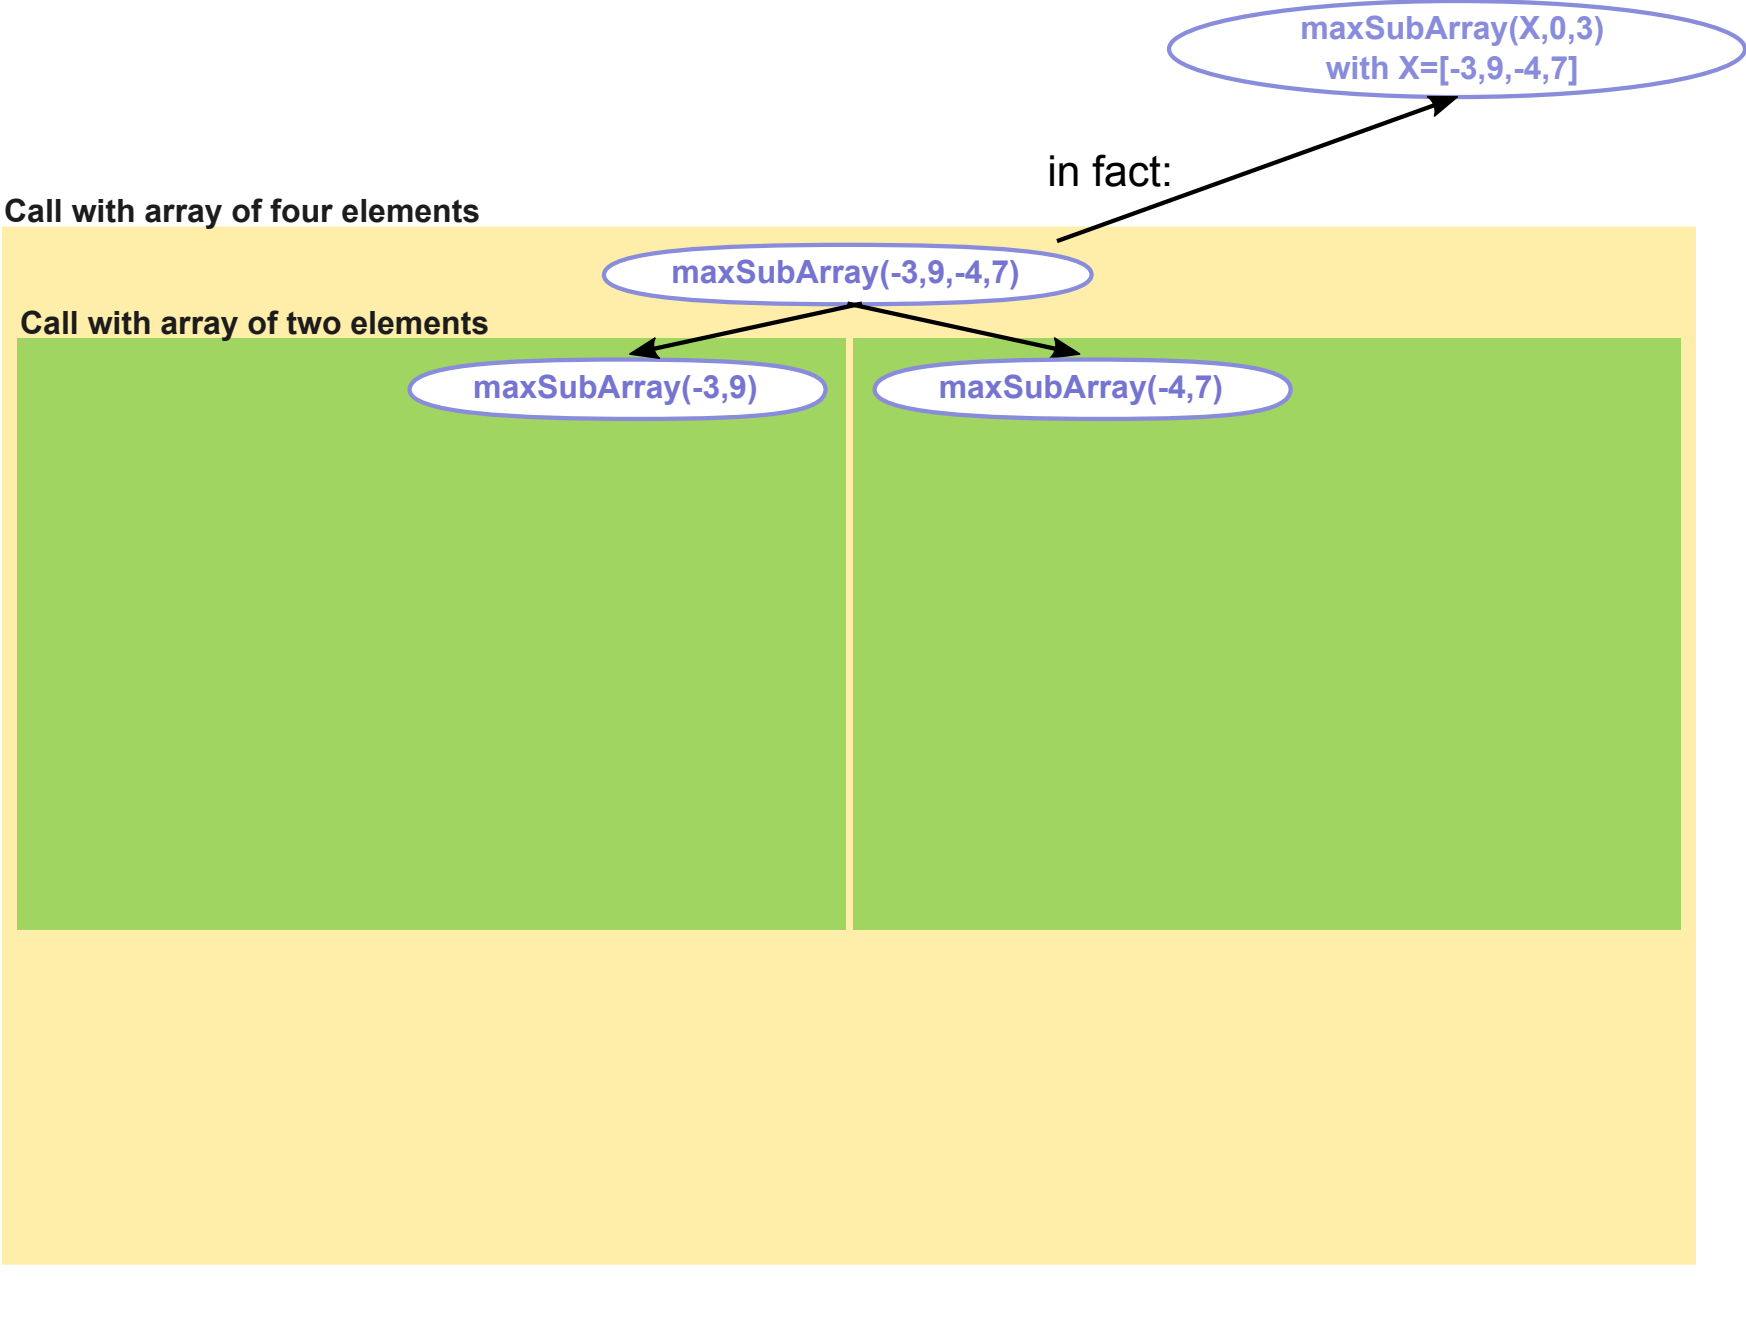 maxSubArray(X,0,3)
with X=[-3,9,-4,7]
in fact:
Call with array of four elements
maxSubArray(-3,9,-4,7)
Call with array of two elements
maxSubArray(-3,9)
maxSubArray(-4,7)